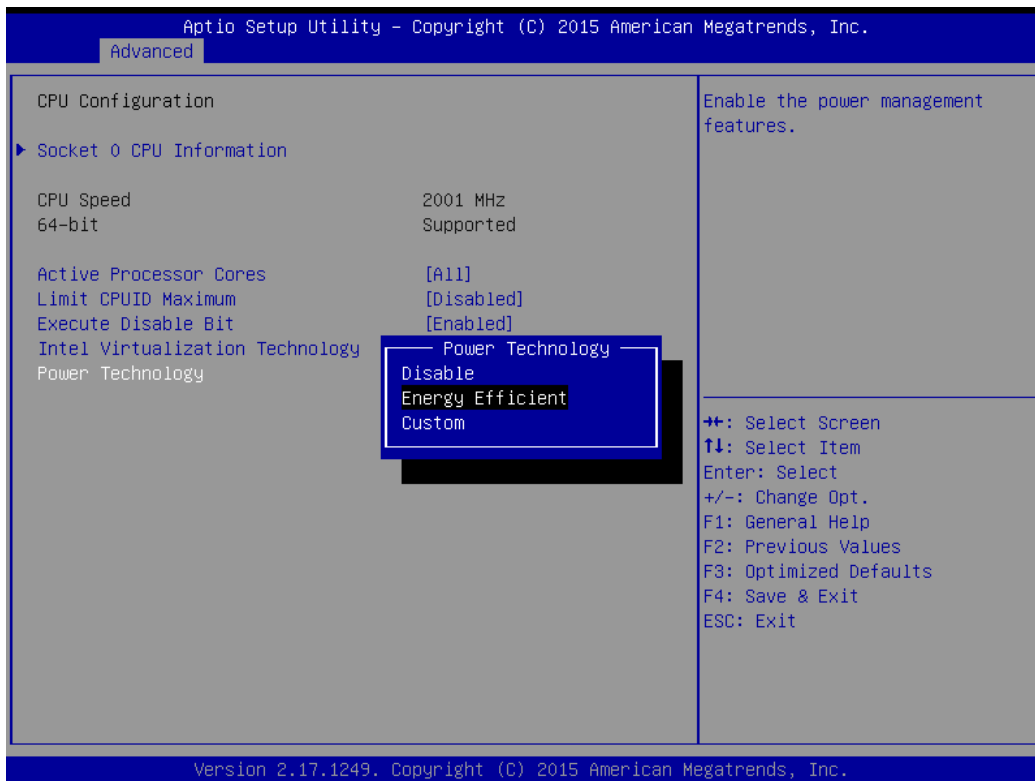 Aptio Setup Utility – Copyright (C) 2015 American Megatrends, Inc.
Advanced
CPU Configuration
Socket 0 CPU Information
CPU Speed 2001 MHz
64-bit Supported
Active Processor Cores [All]
Limit CPUID Maximum [Disabled]
Execute Disable Bit [Enabled]
Intel Virtualization Technology
Power Technology
Power Technology
Disable
Energy Efficient
Custom
Enable the power management
features.
→←: Select Screen
↑↓: Select Item
Enter: Select
+/-: Change Opt.
F1: General Help
F2: Previous Values
F3: Optimized Defaults
F4: Save & Exit
ESC: Exit
Version 2.17.1249. Copyright (C) 2015 American Megatrends, Inc.